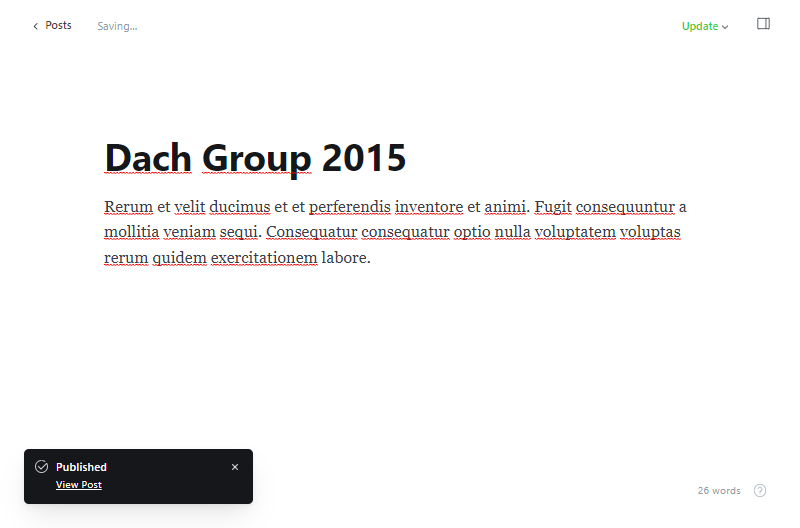 Posts Saving... Update
Dach Group 2015
Rerum et velit ducimus et et perferendis inventore et animi. Fugit consequuntur a
mollitia veniam sequi. Consequatur consequatur optio nulla voluptatem voluptas
rerum quidem exercitationem labore.
Published
View Post
26 words